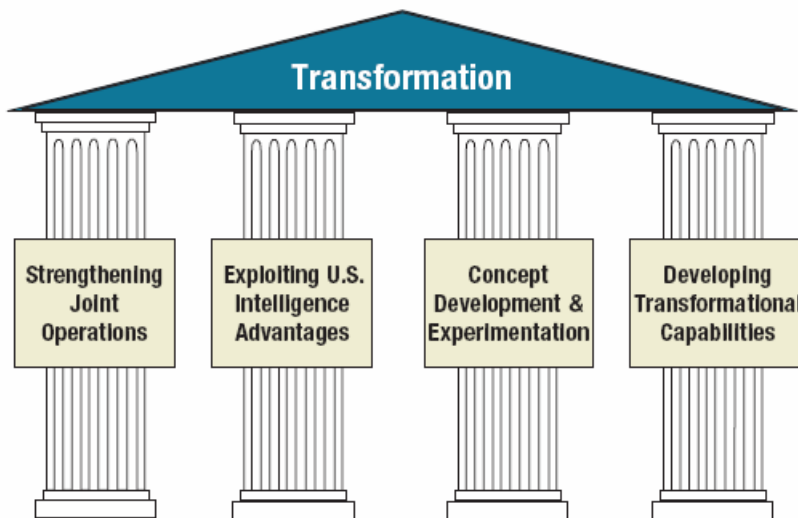 Transformation
Strengthening
Joint
Operations
Exploiting U.S.
Intelligence
Advantages
Concept
Development &
Experimentation
Developing
Transformational
Capabilities